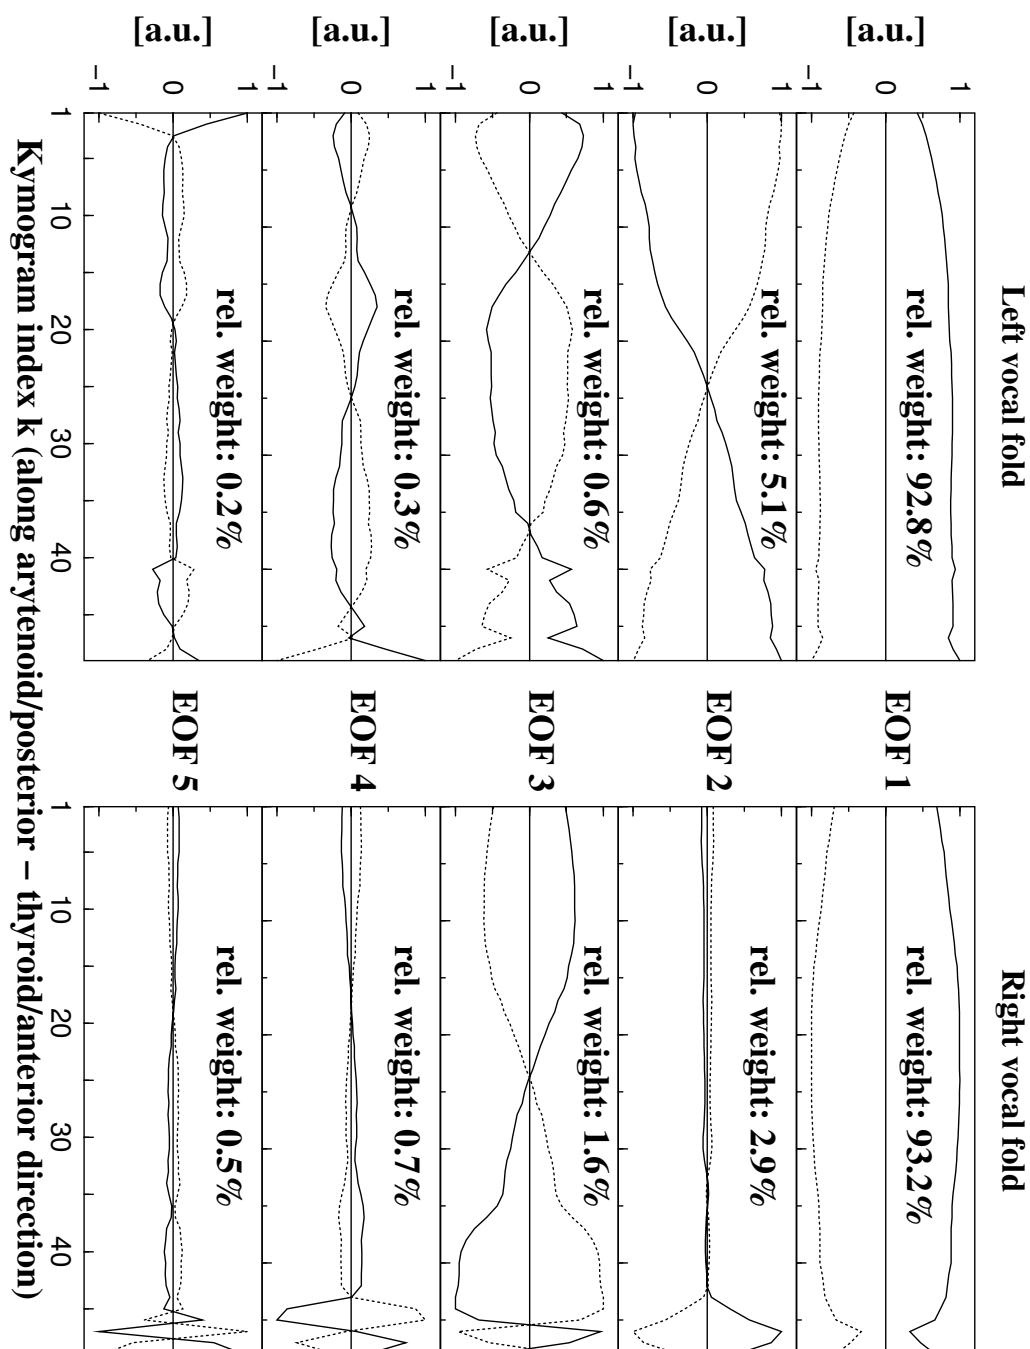 Left vocal fold
Right vocal fold
[a.u.]
1
0
−1
rel. weight: 92.8%
EOF 1
rel. weight: 93.2%
[a.u.]
1
0
−1
rel. weight: 5.1%
EOF 2
rel. weight: 2.9%
[a.u.]
1
0
−1
rel. weight: 0.6%
EOF 3
rel. weight: 1.6%
[a.u.]
1
0
−1
rel. weight: 0.3%
EOF 4
rel. weight: 0.7%
[a.u.]
1
0
−1
rel. weight: 0.2%
EOF 5
rel. weight: 0.5%
1 10 20 30 40
1 10 20 30 40
Kymogram index k (along arytenoid/posterior − thyroid/anterior direction)